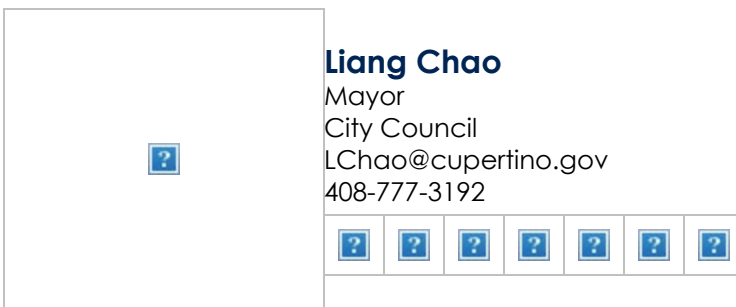 Liang Chao
Mayor
City Council
LChao@cupertino.gov
408-777-3192